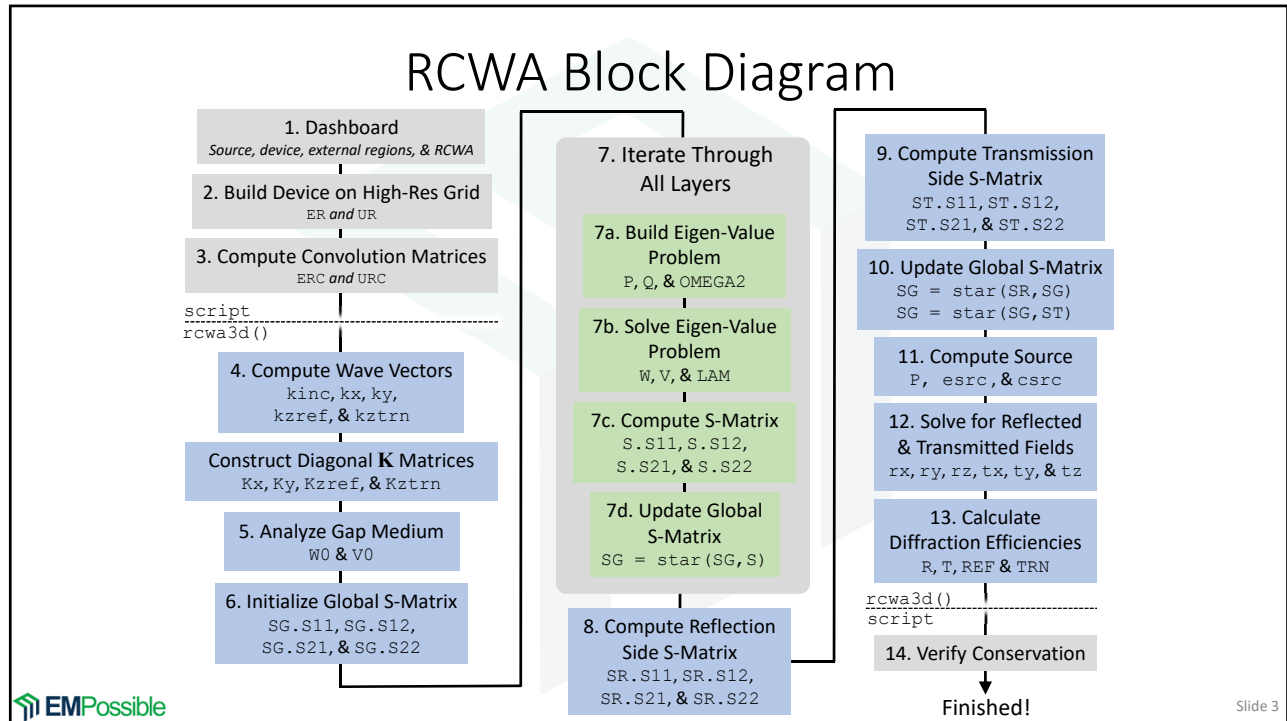 RCWA Block Diagram
1. Dashboard
Source, device, external regions, & RCWA
2. Build Device on High-Res Grid
ER and UR
3. Compute Convolution Matrices
ERC and URC
script
rcwa3d()
4. Compute Wave Vectors
kinc, kx, ky,
kzref, & kztrn
Construct Diagonal K Matrices
Kx, Ky, Kzref, & Kztrn
5. Analyze Gap Medium
W0 & V0
6. Initialize Global S-Matrix
SG.S11, SG.S12,
SG.S21, & SG.S22
7. Iterate Through
All Layers
7a. Build Eigen-Value
Problem
P, Q, & OMEGA2
7b. Solve Eigen-Value
Problem
W, V, & LAM
7c. Compute S-Matrix
S.S11, S.S12,
S.S21, & S.S22
7d. Update Global
S-Matrix
SG = star(SG,S)
8. Compute Reflection
Side S-Matrix
SR.S11, SR.S12,
SR.S21, & SR.S22
9. Compute Transmission
Side S-Matrix
ST.S11, ST.S12,
ST.S21, & ST.S22
10. Update Global S-Matrix
SG = star(SR,SG)
SG = star(SG,ST)
11. Compute Source
P, esrc, & csrc
12. Solve for Reflected
& Transmitted Fields
rx, ry, rz, tx, ty, & tz
13. Calculate
Diffraction Efficiencies
R, T, REF & TRN
rcwa3d()
script
14. Verify Conservation
Finished!
EMPossible
Slide 3